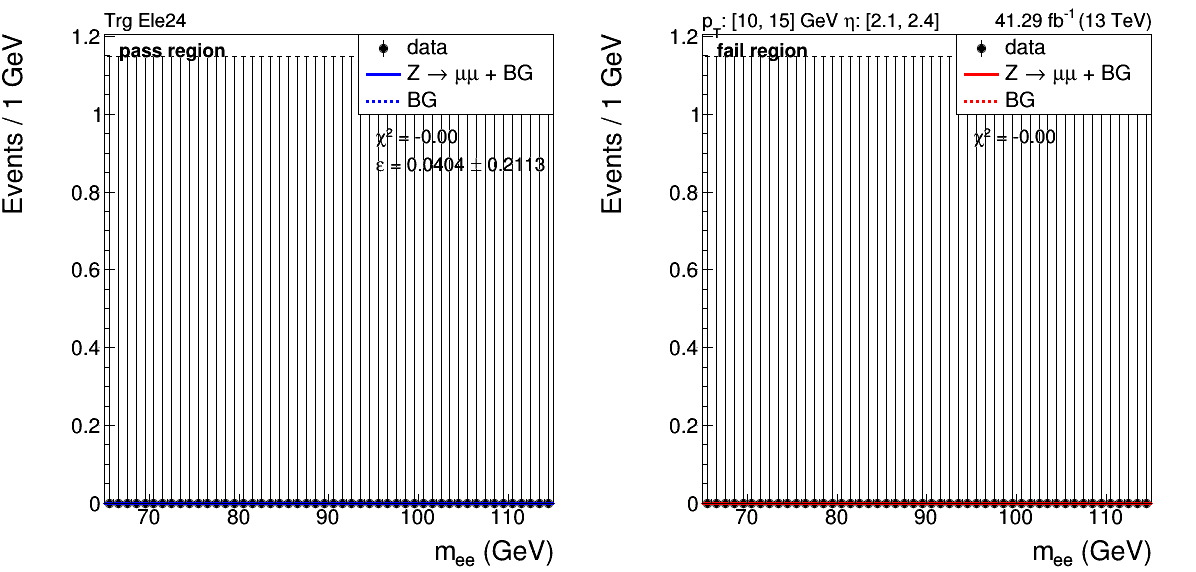 Trg Ele24
pass region
data
Z → μμ + BG
BG
χ² = -0.00
ε = 0.0404 ± 0.2113
Events / 1 GeV
1.2
1
0.8
0.6
0.4
0.2
0
70 80 90 100 110
mee (GeV)
pT: [10, 15] GeV η: [2.1, 2.4] 41.29 fb-1 (13 TeV)
fail region
data
Z → μμ + BG
BG
χ² = -0.00
Events / 1 GeV
1.2
1
0.8
0.6
0.4
0.2
0
70 80 90 100 110
mee (GeV)